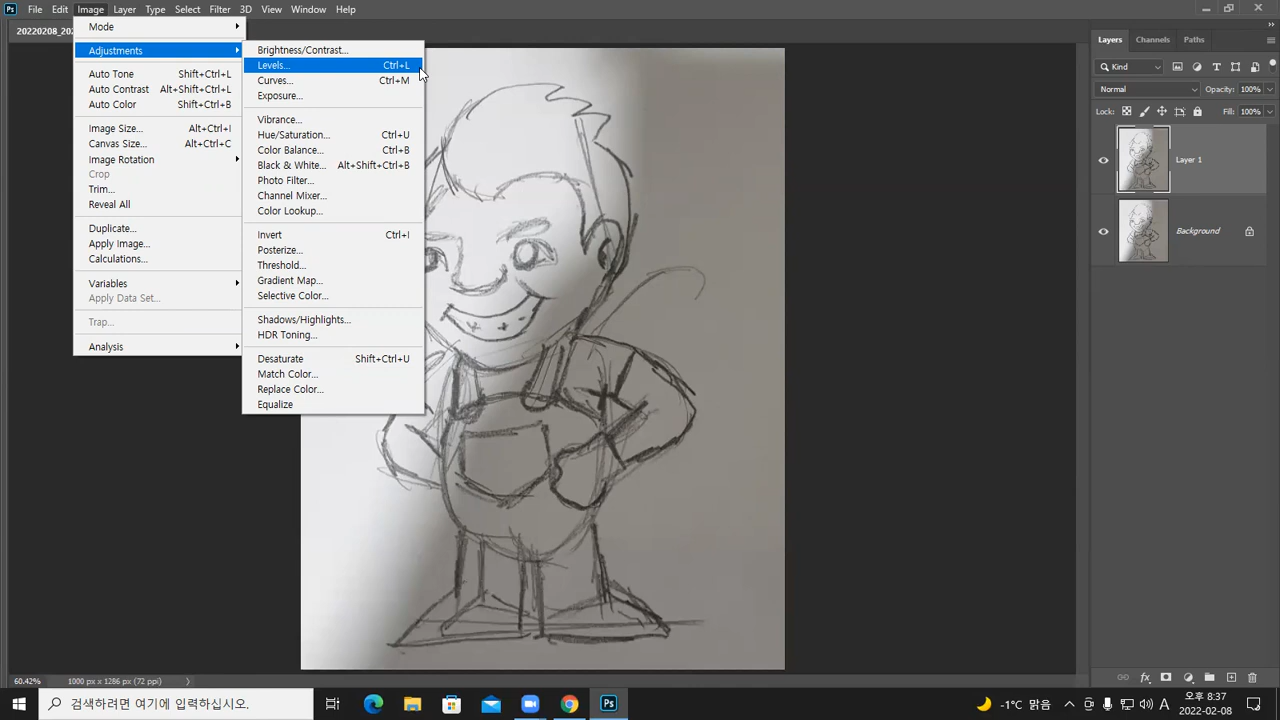 Ps File Edit Image Layer Type Select Filter 3D View Window Help
20220208_20
Mode
Adjustments
Auto Tone Shift+Ctrl+L
Auto Contrast Alt+Shift+Ctrl+L
Auto Color Shift+Ctrl+B
Image Size... Alt+Ctrl+I
Canvas Size... Alt+Ctrl+C
Image Rotation
Crop
Trim...
Reveal All
Duplicate...
Apply Image...
Calculations...
Variables
Apply Data Set...
Trap...
Analysis
Brightness/Contrast...
Levels... Ctrl+L
Curves... Ctrl+M
Exposure...
Vibrance...
Hue/Saturation... Ctrl+U
Color Balance... Ctrl+B
Black & White... Alt+Shift+Ctrl+B
Photo Filter...
Channel Mixer...
Color Lookup...
Invert Ctrl+I
Posterize...
Threshold...
Gradient Map...
Selective Color...
Shadows/Highlights...
HDR Toning...
Desaturate Shift+Ctrl+U
Match Color...
Replace Color...
Equalize
Layers Channels Paths
Kind
Normal Opacity: 100%
Lock: Fill: 100%
Layer 1
Background
60.42% 1000 px x 1286 px (72 ppi)
검색하려면 여기에 입력하십시오.
Ps
-1°C 맑음
A
오후 8:37
2022-02-08